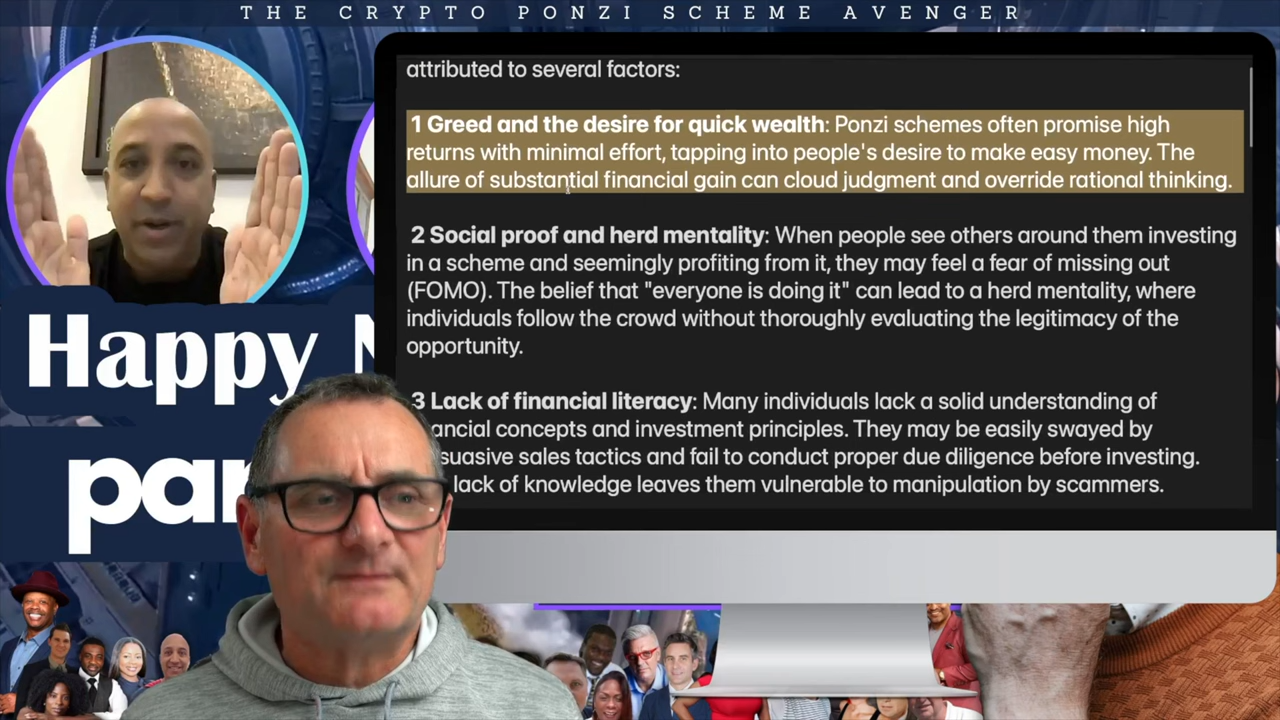 THE CRYPTO PONZI SCHEME AVENGER
attributed to several factors:
1 Greed and the desire for quick wealth: Ponzi schemes often promise high
returns with minimal effort, tapping into people's desire to make easy money. The
allure of substantial financial gain can cloud judgment and override rational thinking.
2 Social proof and herd mentality: When people see others around them investing
in a scheme and seemingly profiting from it, they may feel a fear of missing out
(FOMO). The belief that "everyone is doing it" can lead to a herd mentality, where
individuals follow the crowd without thoroughly evaluating the legitimacy of the
opportunity.
3 Lack of financial literacy: Many individuals lack a solid understanding of
concepts and investment principles. They may be easily swayed by
sales tactics and fail to conduct proper due diligence before investing.
lack of knowledge leaves them vulnerable to manipulation by scammers.
Happy